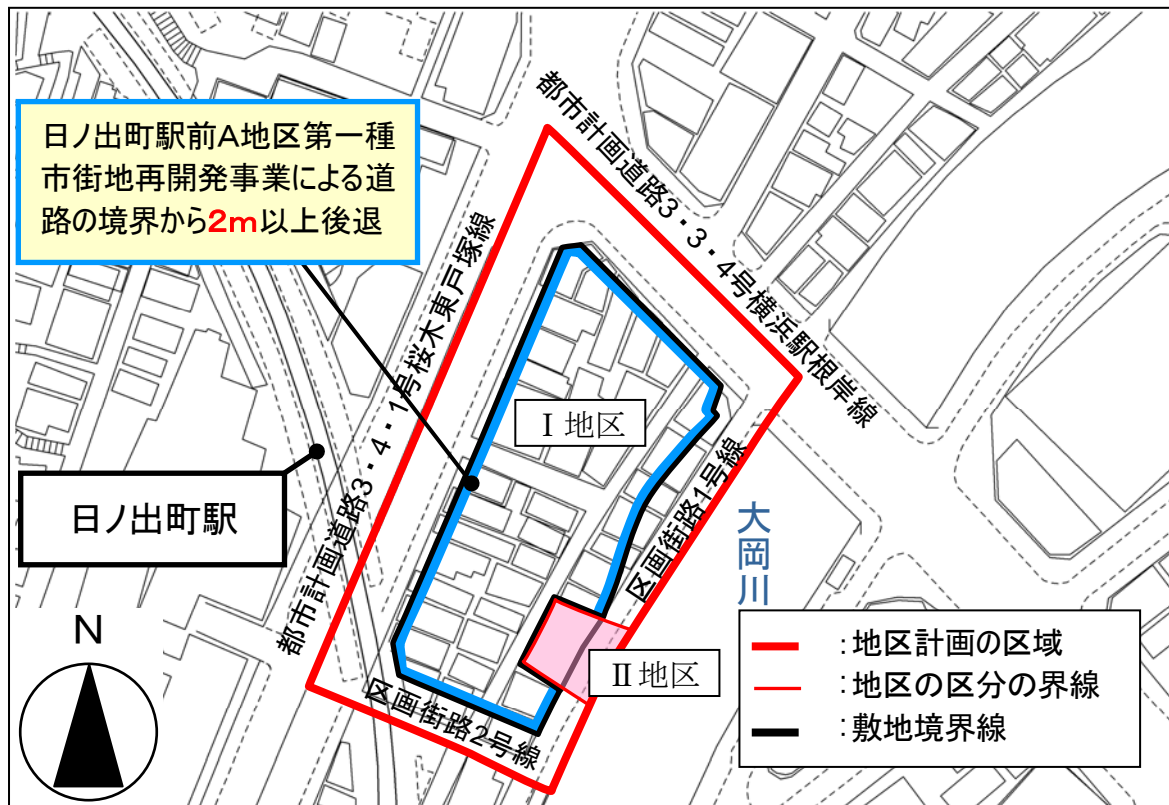 日ノ出町駅前A地区第一種
市街地再開発事業による道
路の境界から2m以上後退
都市計画道路3・3・4号横浜駅根岸線
都市計画道路3・4・1号桜木東戸塚線
Ⅰ地区
日ノ出町駅
区画街路1号線
大岡川
Ⅱ地区
区画街路2号線
N
:地区計画の区域
:地区の区分の界線
:敷地境界線